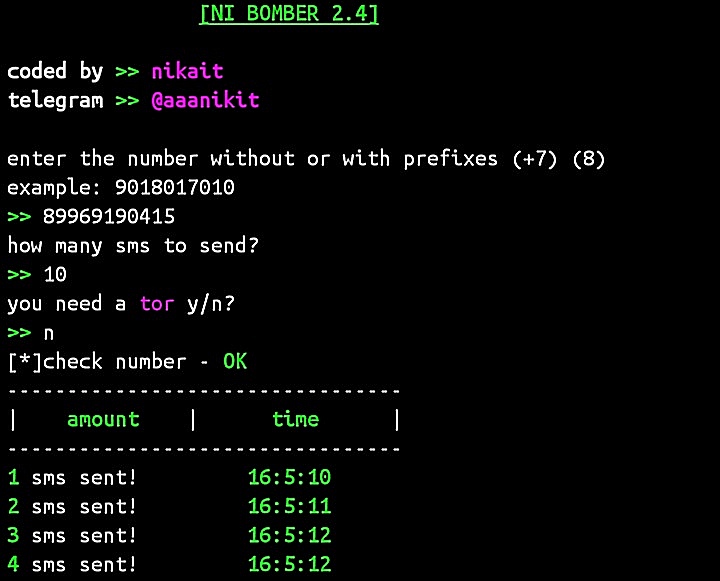 [NI BOMBER 2.4]
coded by >> nikait
telegram >> @aaanikit
enter the number without or with prefixes (+7) (8)
example: 9018017010
>> 89969190415
how many sms to send?
>> 10
you need a tor y/n?
>> n
[*]check number - OK
---------------------------------
| amount | time |
---------------------------------
1 sms sent! 16:5:10
2 sms sent! 16:5:11
3 sms sent! 16:5:12
4 sms sent! 16:5:12